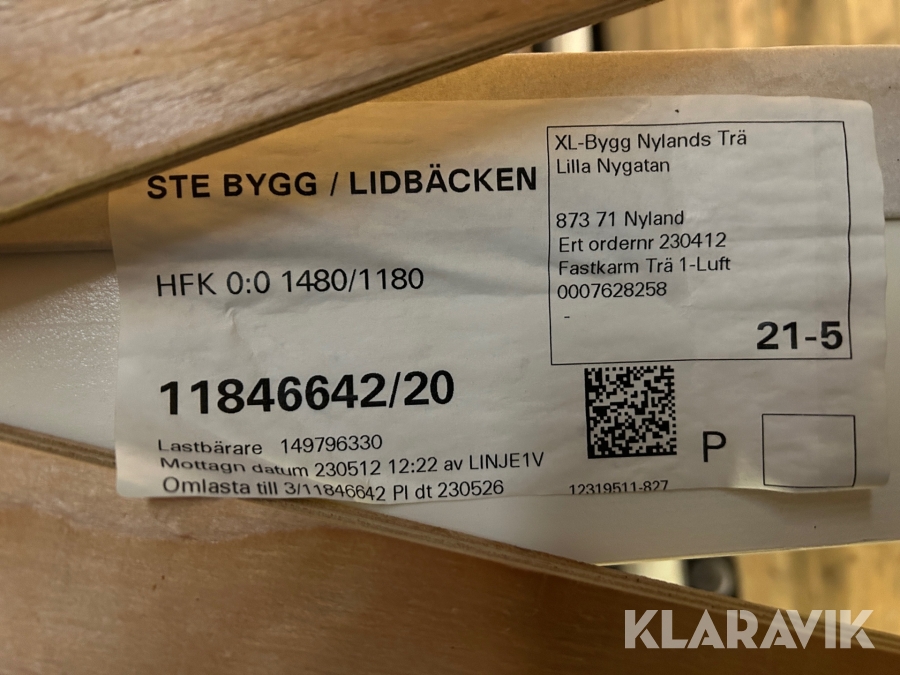 STE BYGG / LIDBÄCKEN
HFK 0:0 1480/1180
11846642/20
Lastbärare 149796330
Mottagn datum 230512 12:22 av LINJE1V
Omlasta till 3/11846642 Pl dt 230526
XL-Bygg Nylands Trä
Lilla Nygatan
873 71 Nyland
Ert ordernr 230412
Fastkarm Trä 1-Luft
0007628258
-
21-5
P
12319511-827
KLARAVIK